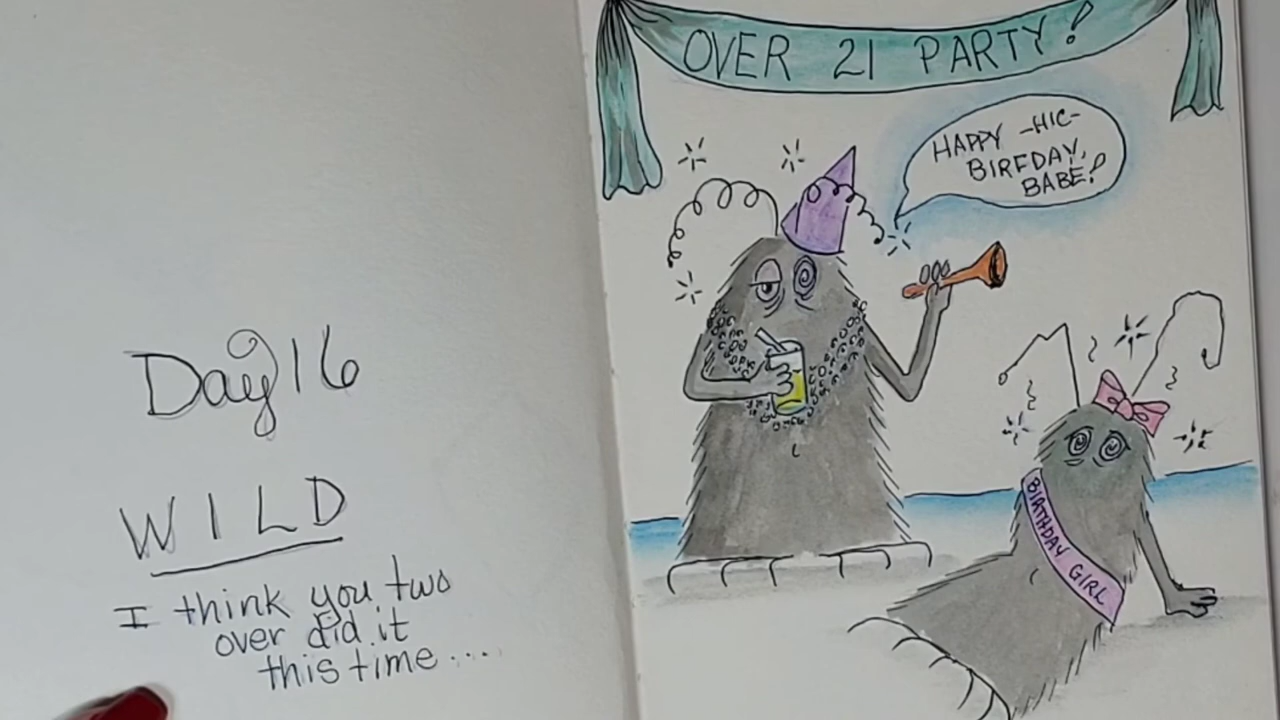 Day 16
WILD
I think you two
over did it
this time...
OVER 21 PARTY!
HAPPY -HIC-
BIRFDAY,
BABE!
BIRTHDAY GIRL